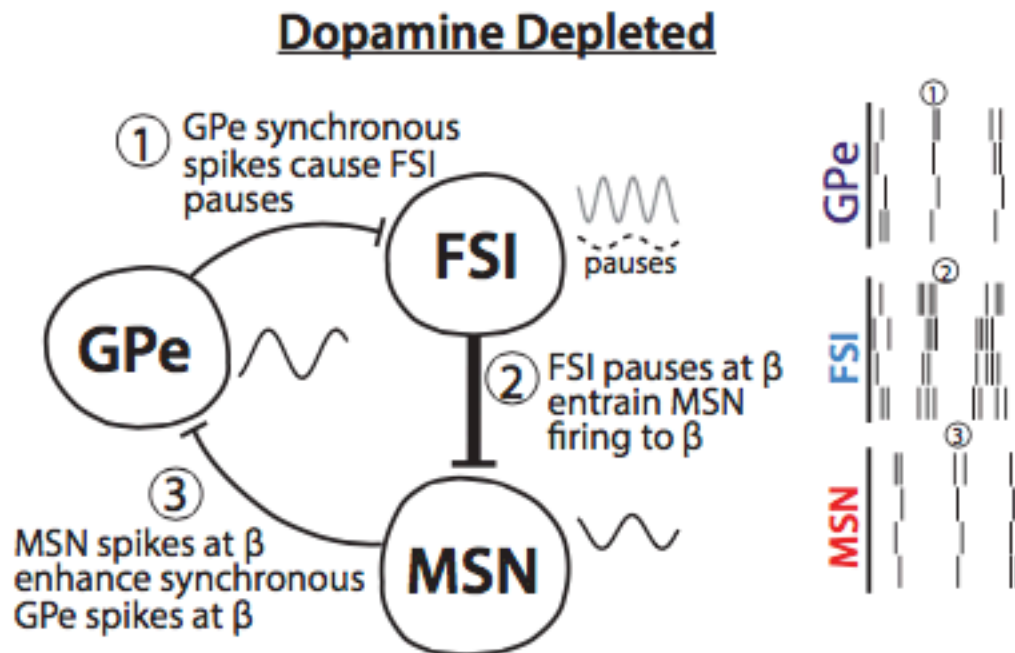 Dopamine Depleted
1
GPe synchronous
spikes cause FSI
pauses
FSI
pauses
GPe
2
FSI pauses at β
entrain MSN
firing to β
3
MSN spikes at β
enhance synchronous
GPe spikes at β
MSN
1
GPe
2
FSI
3
MSN